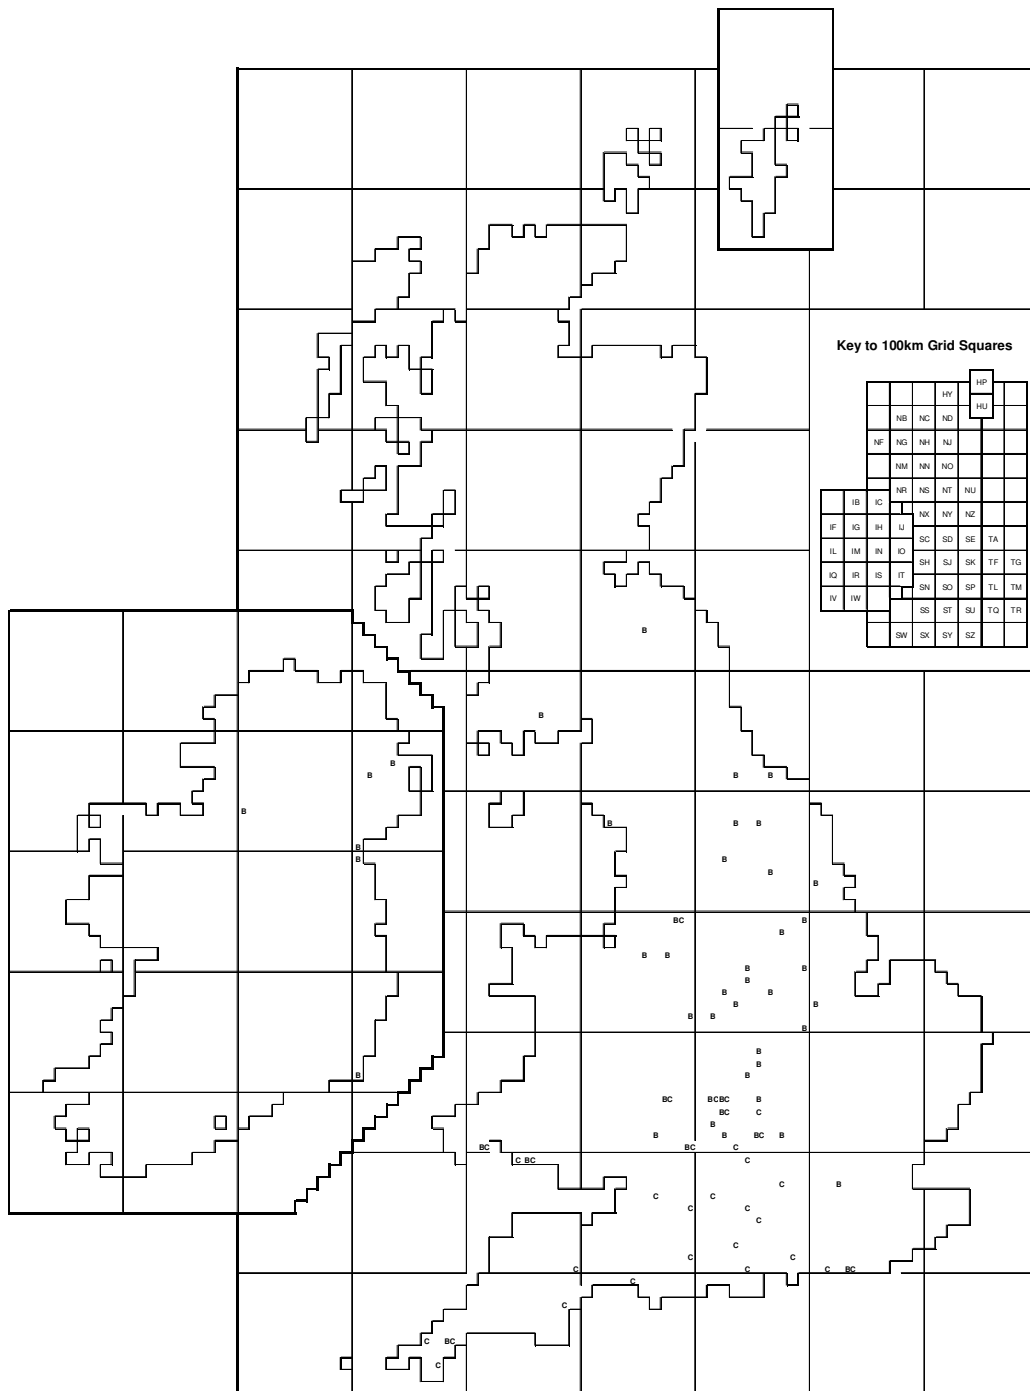 Key to 100km Grid Squares
HP
HY
HU
NB NC ND
NF NG NH NJ
NM NN NO
NR NS NT NU
IB IC
NX NY NZ
IF IG IH IJ
SC SD SE TA
IL IM IN IO
SH SJ SK TF TG
IQ IR IS IT
SN SO SP TL TM
IV IW
SS ST SU TQ TR
SW SX SY SZ
B
B
B
B B B
B
B B B B
B
B B
B
B
BC B
B
B B
B B
B
B B
B B
B B
B
B
B
B B
BC BCBC B
BC C
B
B B BC B
BC BC C
C BC C
C B
C C
C C
C
C
C C
C C C BC
C
C
C BC
C